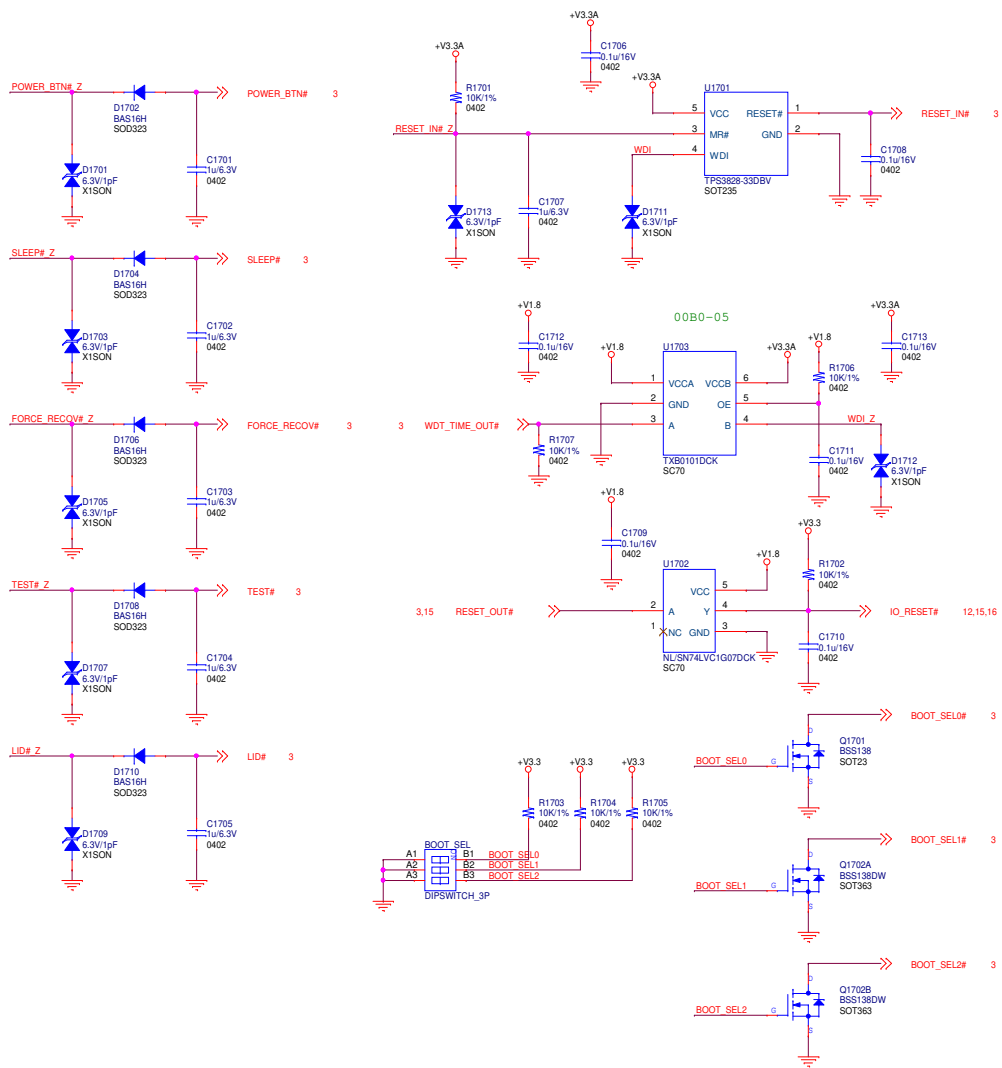 POWER_BTN#_Z
D1702
BAS16H
SOD323
POWER_BTN# 3
D1701
6.3V/1pF
X1SON
C1701
1u/6.3V
0402
SLEEP#_Z
D1704
BAS16H
SOD323
SLEEP# 3
D1703
6.3V/1pF
X1SON
C1702
1u/6.3V
0402
FORCE_RECOV#_Z
D1706
BAS16H
SOD323
FORCE_RECOV# 3
D1705
6.3V/1pF
X1SON
C1703
1u/6.3V
0402
TEST#_Z
D1708
BAS16H
SOD323
TEST# 3
D1707
6.3V/1pF
X1SON
C1704
1u/6.3V
0402
LID#_Z
D1710
BAS16H
SOD323
LID# 3
D1709
6.3V/1pF
X1SON
C1705
1u/6.3V
0402
+V3.3A
C1706
0.1u/16V
0402
+V3.3A
R1701
10K/1%
0402
+V3.3A
U1701
5 VCC RESET# 1
3 MR# GND 2
4 WDI
TPS3828-33DBV
SOT235
RESET_IN#_Z
WDI
RESET_IN# 3
C1708
0.1u/16V
0402
D1713
6.3V/1pF
X1SON
C1707
1u/6.3V
0402
D1711
6.3V/1pF
X1SON
+V1.8
C1712
0.1u/16V
0402
00B0-05
+V3.3A
C1713
0.1u/16V
0402
+V1.8
U1703
+V3.3A
+V1.8
R1706
10K/1%
0402
1 VCCA VCCB 6
2 GND OE 5
3 A B 4
TXB0101DCK
SC70
3 WDT_TIME_OUT#
R1707
10K/1%
0402
WDI_Z
C1711
0.1u/16V
0402
D1712
6.3V/1pF
X1SON
+V1.8
C1709
0.1u/16V
0402
U1702
+V1.8
+V3.3
R1702
10K/1%
0402
VCC 5
2 A Y 4
1 NC GND 3
NL/SN74LVC1G07DCK
SC70
3,15 RESET_OUT#
IO_RESET# 12,15,16
C1710
0.1u/16V
0402
BOOT_SEL0# 3
D
Q1701
BSS138
SOT23
BOOT_SEL0
G
S
+V3.3 +V3.3 +V3.3
R1703
10K/1%
0402
R1704
10K/1%
0402
R1705
10K/1%
0402
BOOT_SEL
A1 B1 BOOT_SEL0
A2 B2 BOOT_SEL1
A3 B3 BOOT_SEL2
ON
DIPSWITCH_3P
BOOT_SEL1# 3
D
Q1702A
BSS138DW
SOT363
BOOT_SEL1
G
S
BOOT_SEL2# 3
D
Q1702B
BSS138DW
SOT363
BOOT_SEL2
G
S